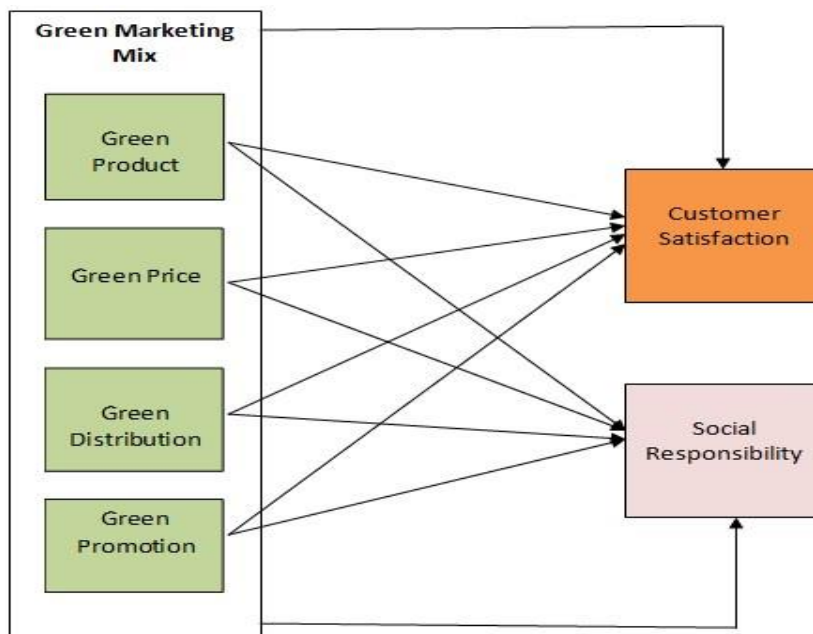 Green Marketing
Mix
Green
Product
Green Price
Green
Distribution
Green
Promotion
Customer
Satisfaction
Social
Responsibility